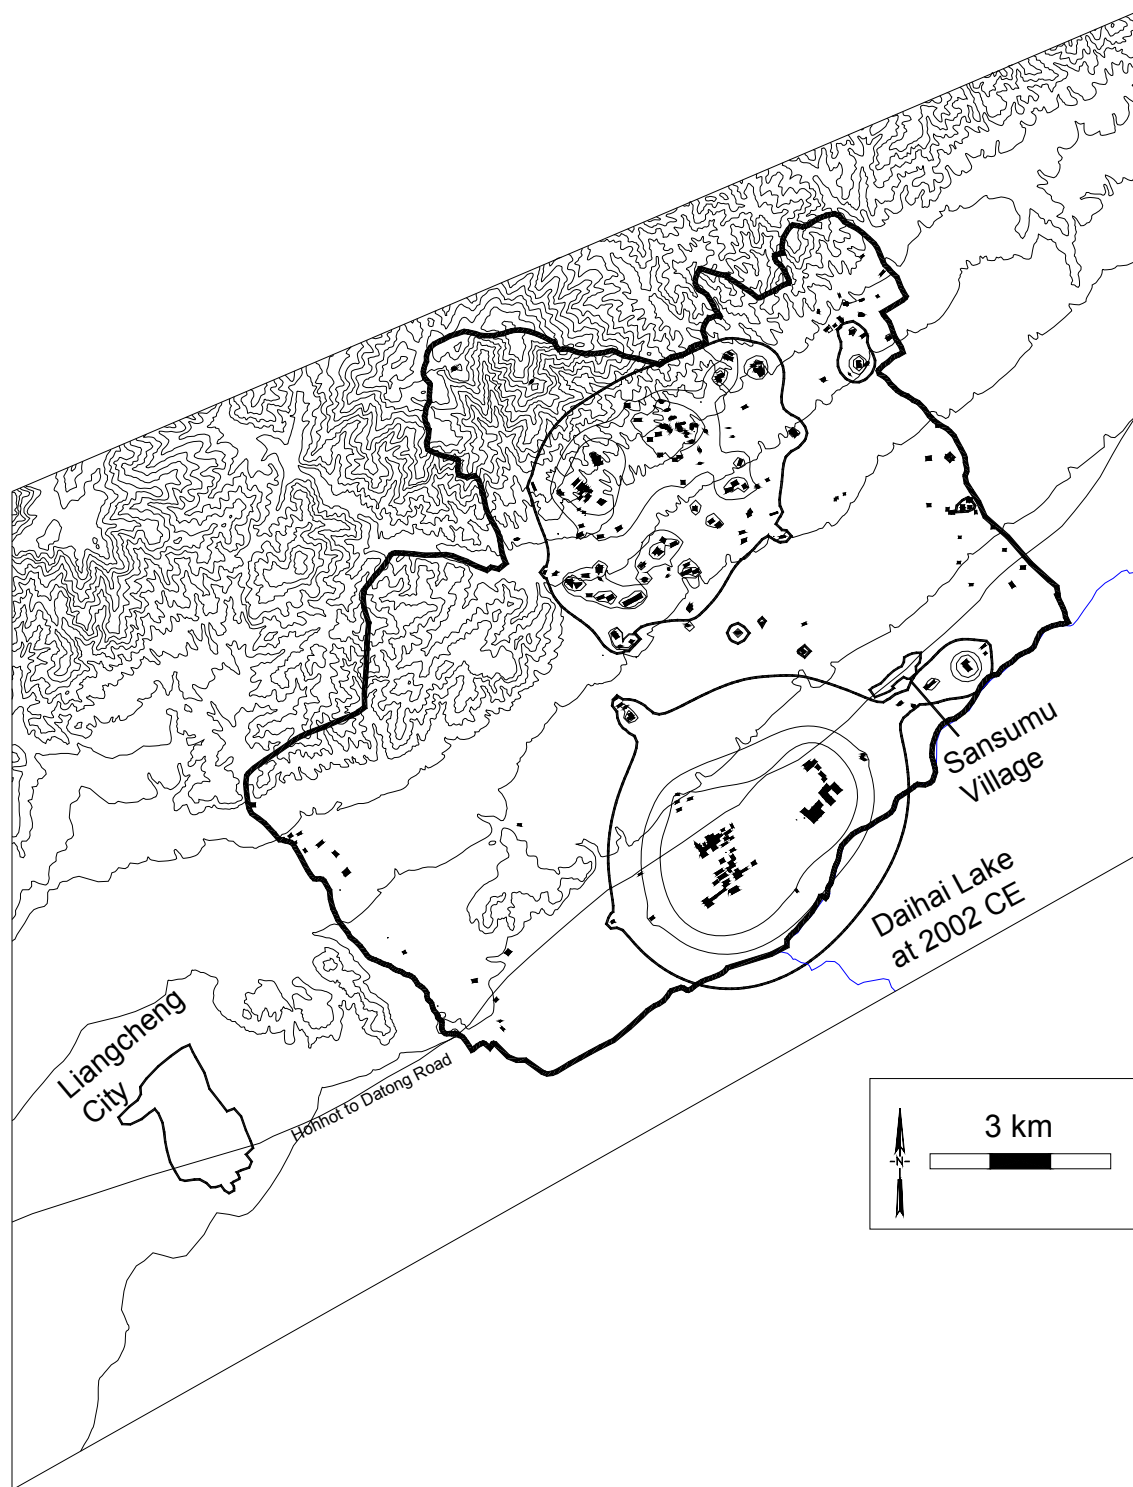 Sansumu
Village
Daihai Lake
at 2002 CE
Liangcheng
City
Hohhot to Datong Road
3 km
N